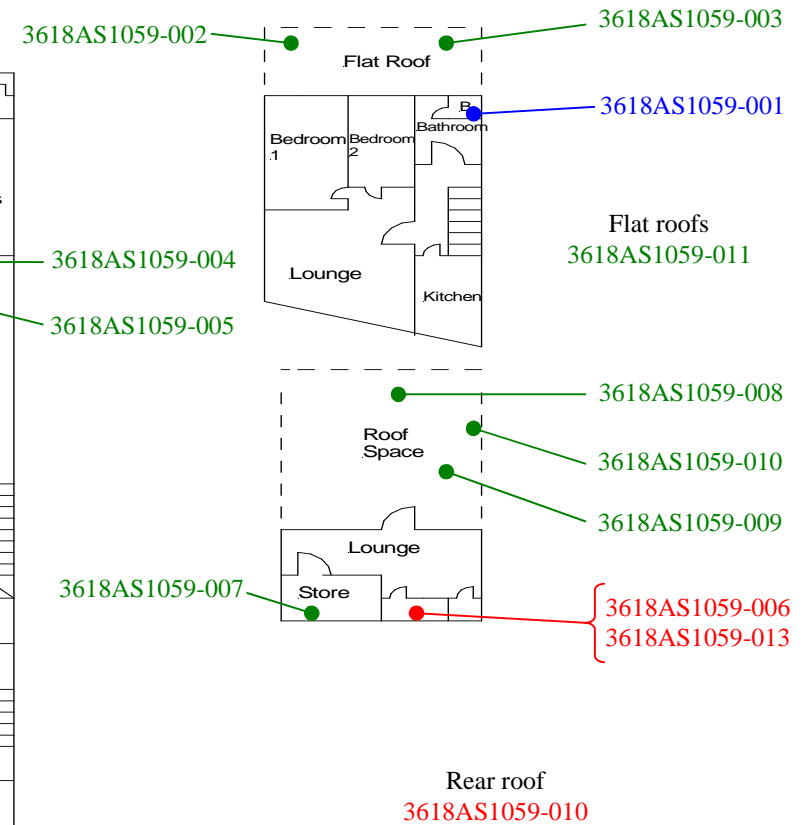 3618AS1059-002
3618AS1059-003
.Flat Roof
B
3618AS1059-001
Bathroom
Bedroom
.1
Bedroom
2
Flat roofs
3618AS1059-011
s
3618AS1059-004
Lounge
Kitchen
3618AS1059-005
3618AS1059-008
Roof
Space
3618AS1059-010
3618AS1059-009
Lounge
3618AS1059-007
Store
3618AS1059-006
3618AS1059-013
Rear roof
3618AS1059-010